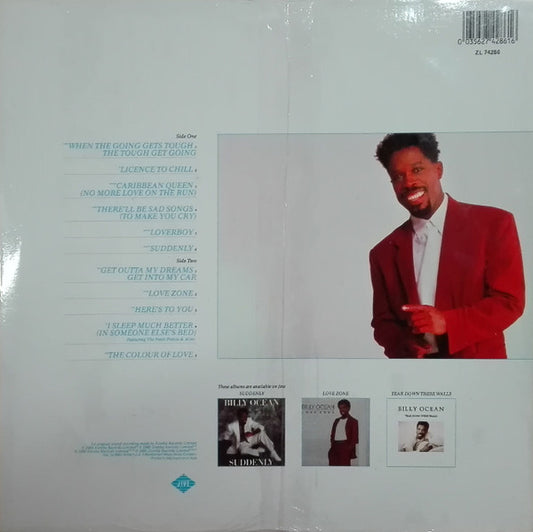 0 035627 428616
ZL 74284
Side One
WHEN THE GOING GETS TOUGH
THE TOUGH GET GOING
LICENCE TO CHILL
CARIBBEAN QUEEN
(NO MORE LOVE ON THE RUN)
THERE'LL BE SAD SONGS
(TO MAKE YOU CRY)
LOVERBOY
SUDDENLY
Side Two
GET OUTTA MY DREAMS
GET INTO MY CAR
LOVE ZONE
HERE'S TO YOU
I SLEEP MUCH BETTER
(IN SOMEONE ELSE'S BED)
THE COLOUR OF LOVE
These albums are available on Jive
SUDDENLY
LOVE ZONE
TEAR DOWN THESE WALLS
BILLY OCEAN
SUDDENLY
BILLY OCEAN
LOVE ZONE
BILLY OCEAN
JIVE